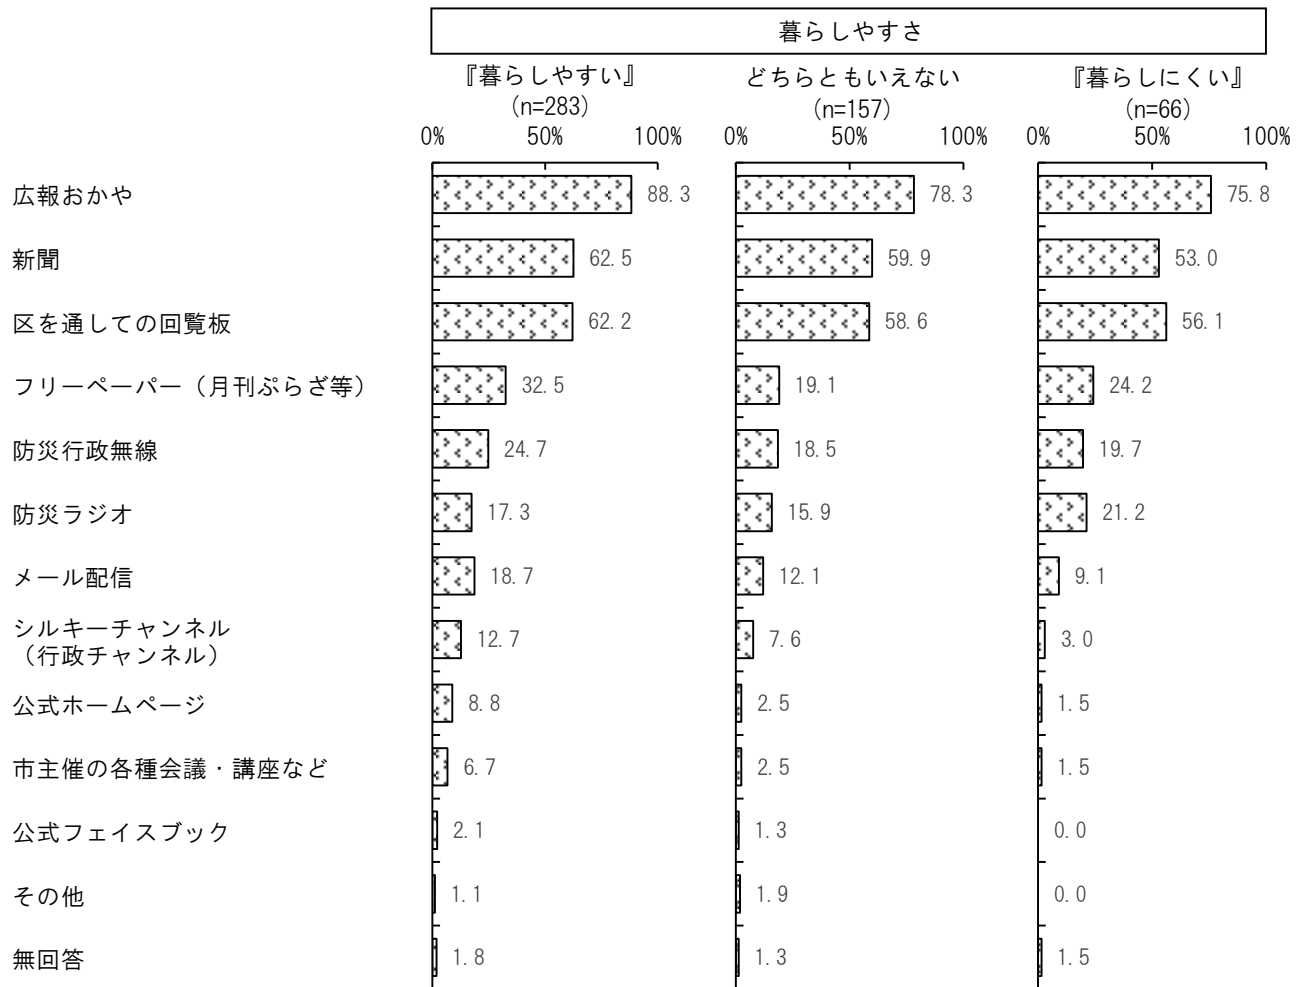 暮らしやすさ
『暮らしやすい』 どちらともいえない 『暮らしにくい』
(n=283) (n=157) (n=66)
0% 50% 100% 0% 50% 100% 0% 50% 100%
広報おかや 88.3 78.3 75.8
新聞 62.5 59.9 53.0
区を通しての回覧板 62.2 58.6 56.1
フリーペーパー（月刊ぷらざ等） 32.5 19.1 24.2
防災行政無線 24.7 18.5 19.7
防災ラジオ 17.3 15.9 21.2
メール配信 18.7 12.1 9.1
シルキーチャンネル
（行政チャンネル） 12.7 7.6 3.0
公式ホームページ 8.8 2.5 1.5
市主催の各種会議・講座など 6.7 2.5 1.5
公式フェイスブック 2.1 1.3 0.0
その他 1.1 1.9 0.0
無回答 1.8 1.3 1.5